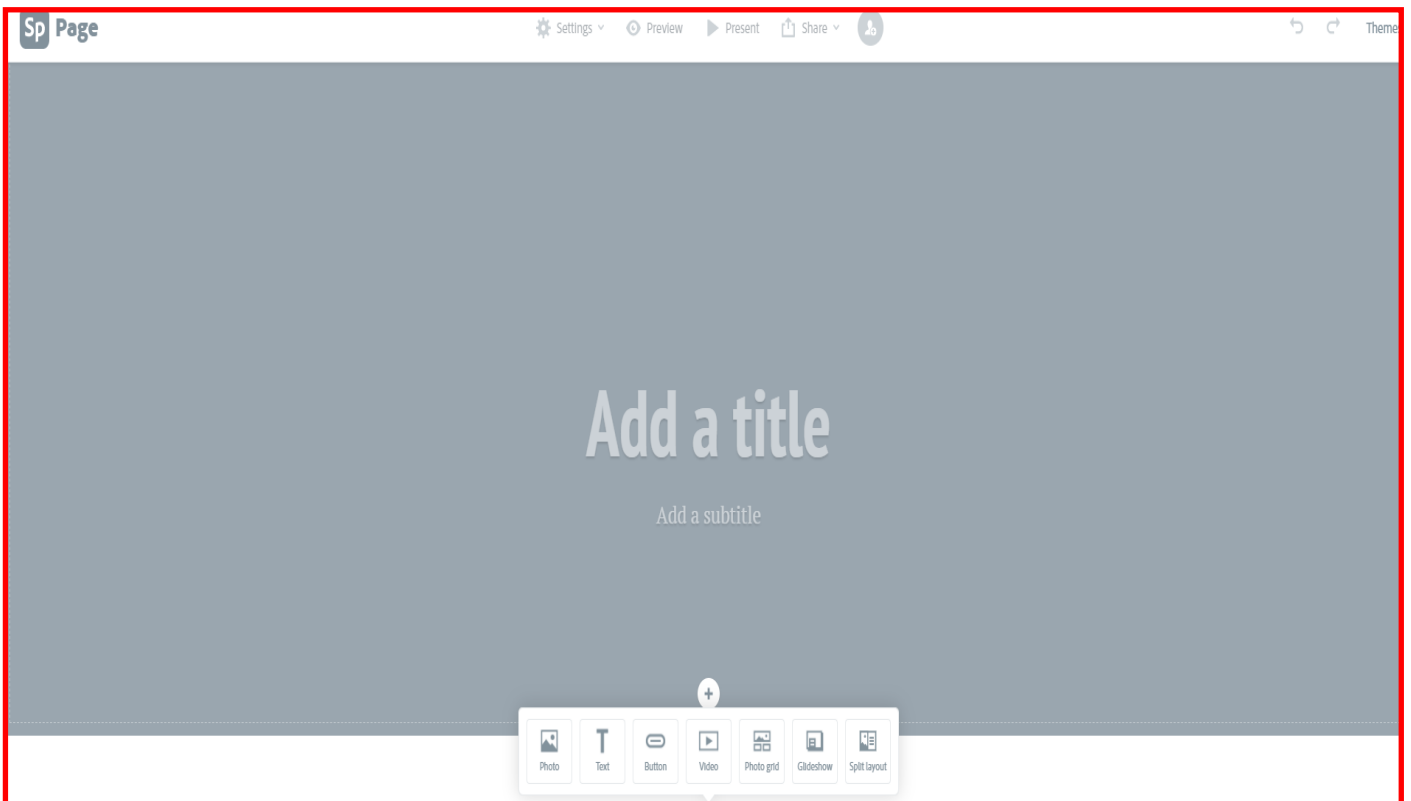 Sp Page Settings Preview Present Share Themes
Add a title
Add a subtitle
Photo Text Button Video Photo grid Glideshow Split layout